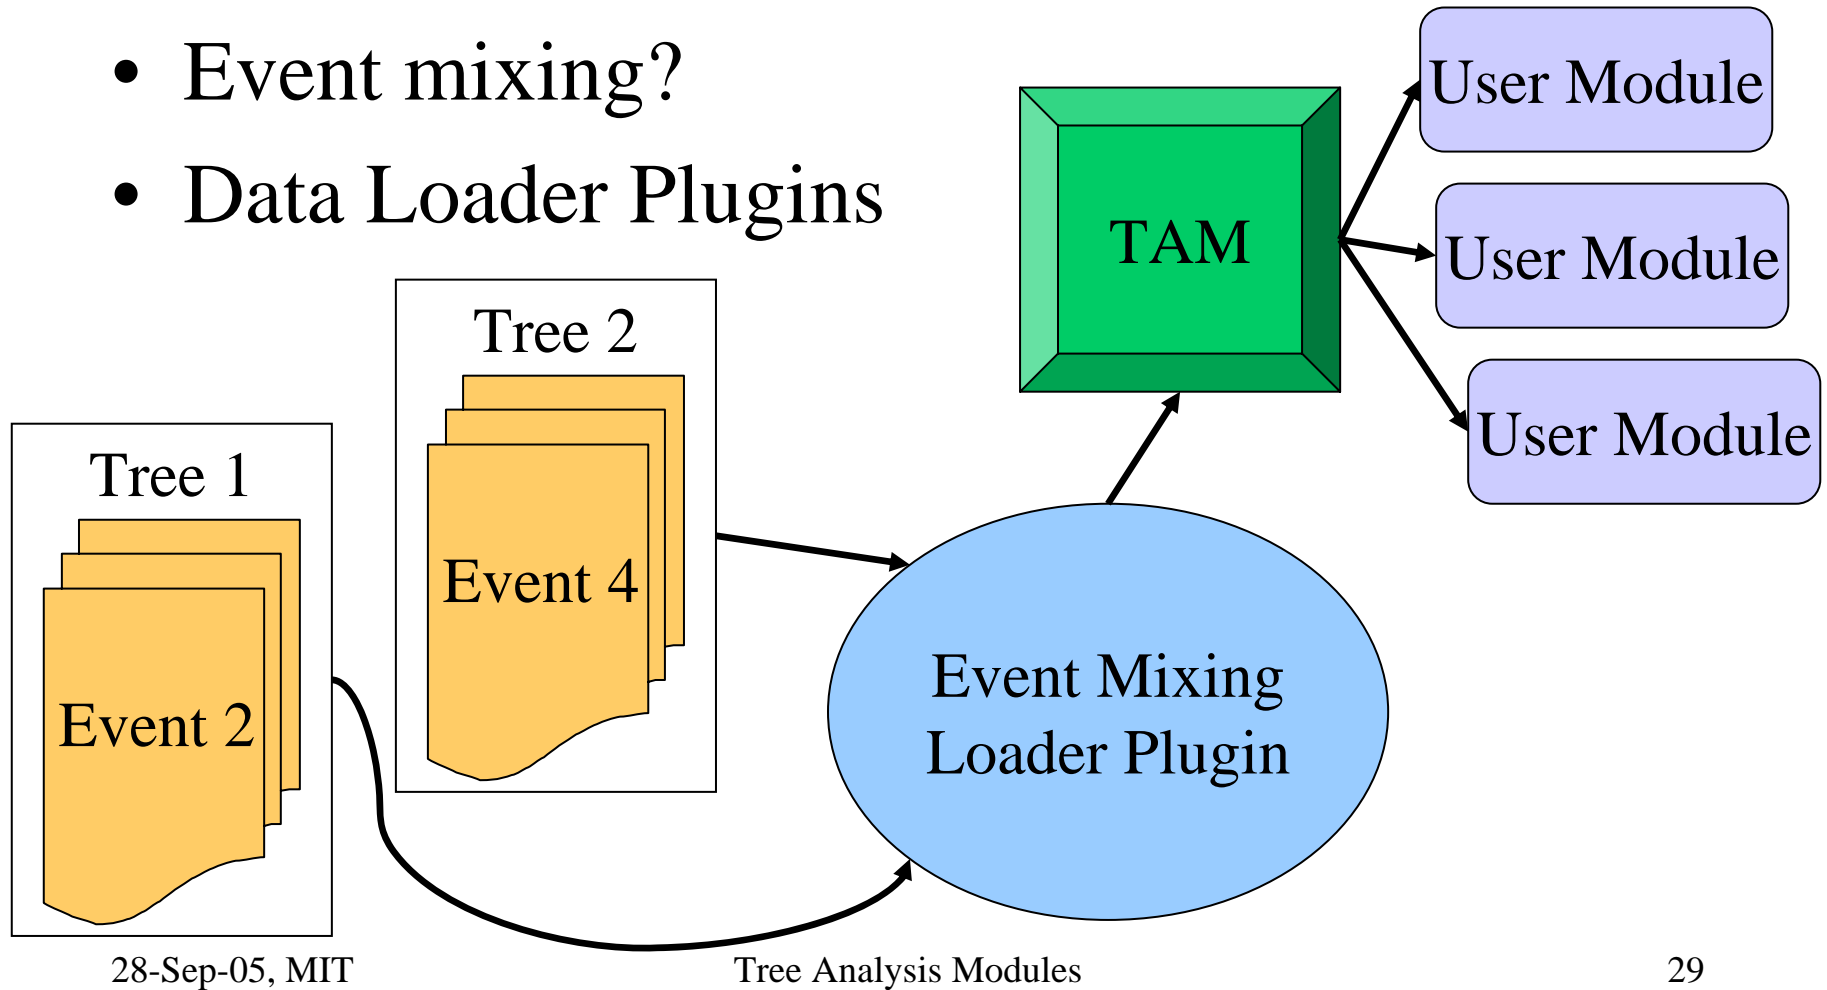 • Event mixing?
• Data Loader Plugins
TAM
User Module
User Module
User Module
Tree 2
Event 4
Tree 1
Event 2
Event Mixing
Loader Plugin
28-Sep-05, MIT
Tree Analysis Modules
29